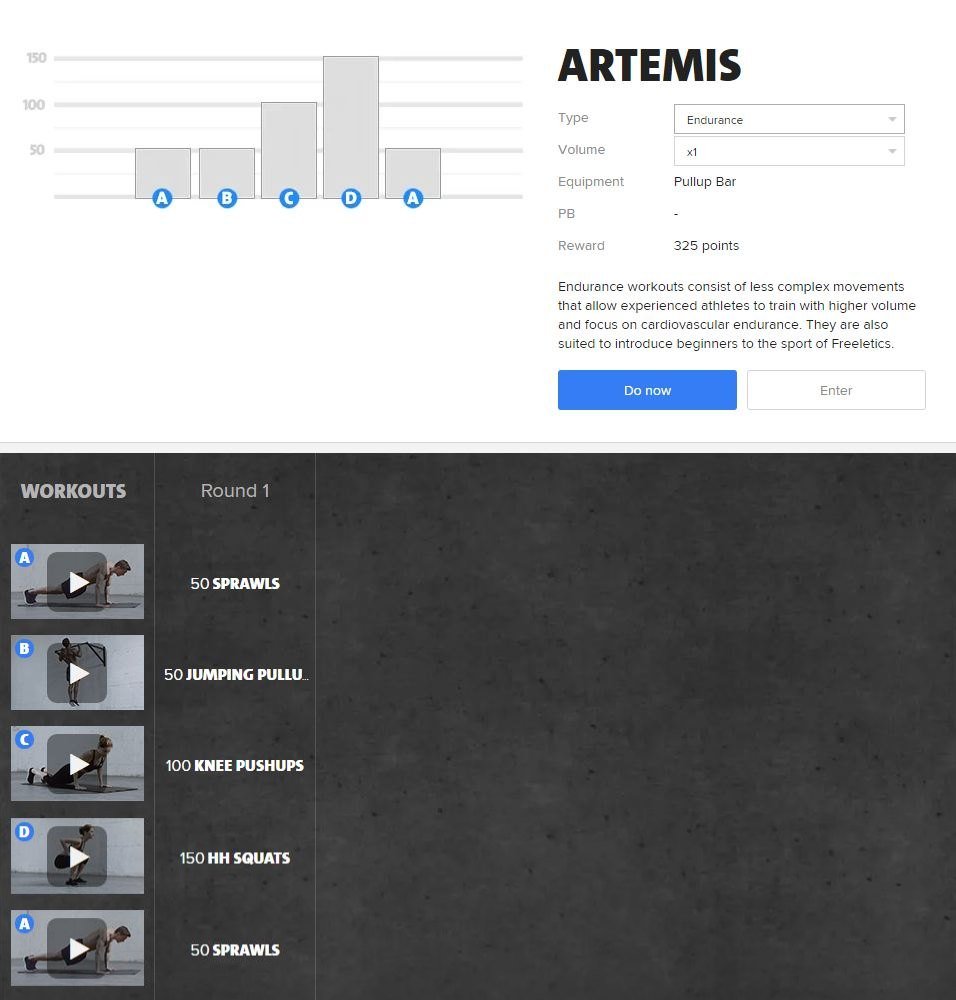 150
100
50
A B C D A
ARTEMIS
Type Endurance
Volume x1
Equipment Pullup Bar
PB -
Reward 325 points
Endurance workouts consist of less complex movements
that allow experienced athletes to train with higher volume
and focus on cardiovascular endurance. They are also
suited to introduce beginners to the sport of Freeletics.
Do now Enter
WORKOUTS Round 1
A 50 SPRAWLS
B 50 JUMPING PULLU...
C 100 KNEE PUSHUPS
D 150 HH SQUATS
A 50 SPRAWLS